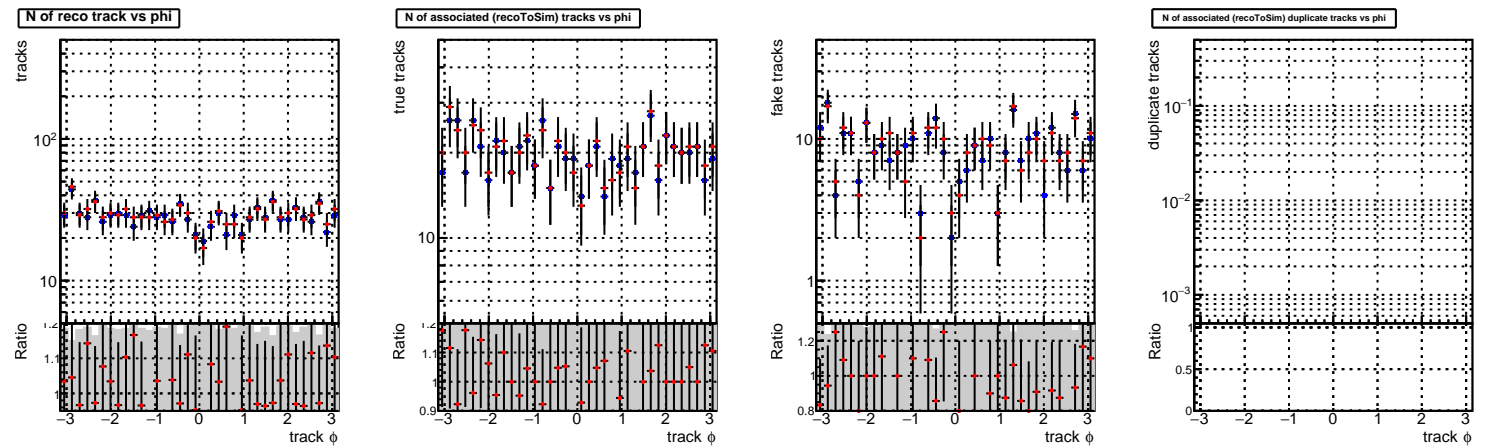 N of reco track vs phi
tracks
10²
10
Ratio
1.2
1.1
1
−3 −2 −1 0 1 2 3
track ϕ
N of associated (recoToSim) tracks vs phi
true tracks
10
Ratio
1.2
1.1
1
0.9
−3 −2 −1 0 1 2 3
track ϕ
fake tracks
10
1
Ratio
1.2
1
0.8
−3 −2 −1 0 1 2 3
track ϕ
N of associated (recoToSim) duplicate tracks vs phi
duplicate tracks
10⁻¹
10⁻²
10⁻³
Ratio
1
0.5
0
−3 −2 −1 0 1 2 3
track ϕ